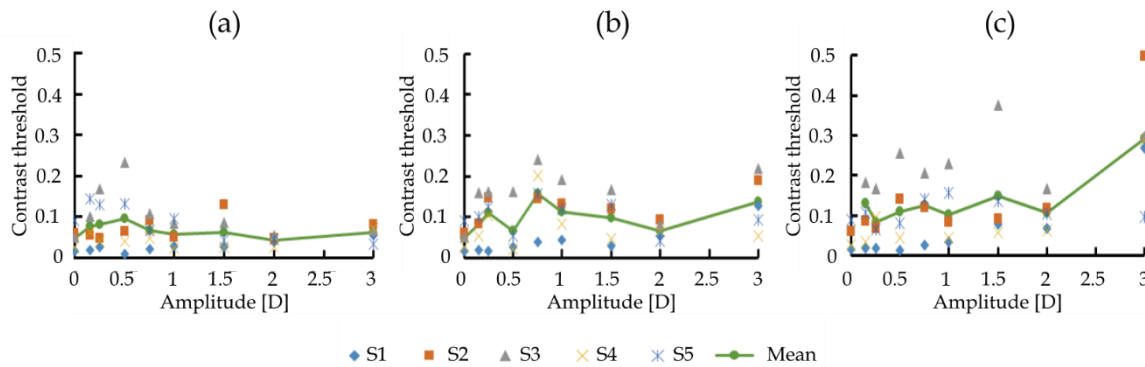 (a) (b) (c)
0.5 0.5 0.5
0.4 0.4 0.4
0.3 0.3 0.3
0.2 0.2 0.2
0.1 0.1 0.1
0 0 0
Contrast threshold Contrast threshold Contrast threshold
0 0.5 1 1.5 2 2.5 3 0 0.5 1 1.5 2 2.5 3 0 0.5 1 1.5 2 2.5 3
Amplitude [D] Amplitude [D] Amplitude [D]
S1 S2 S3 S4 S5 Mean